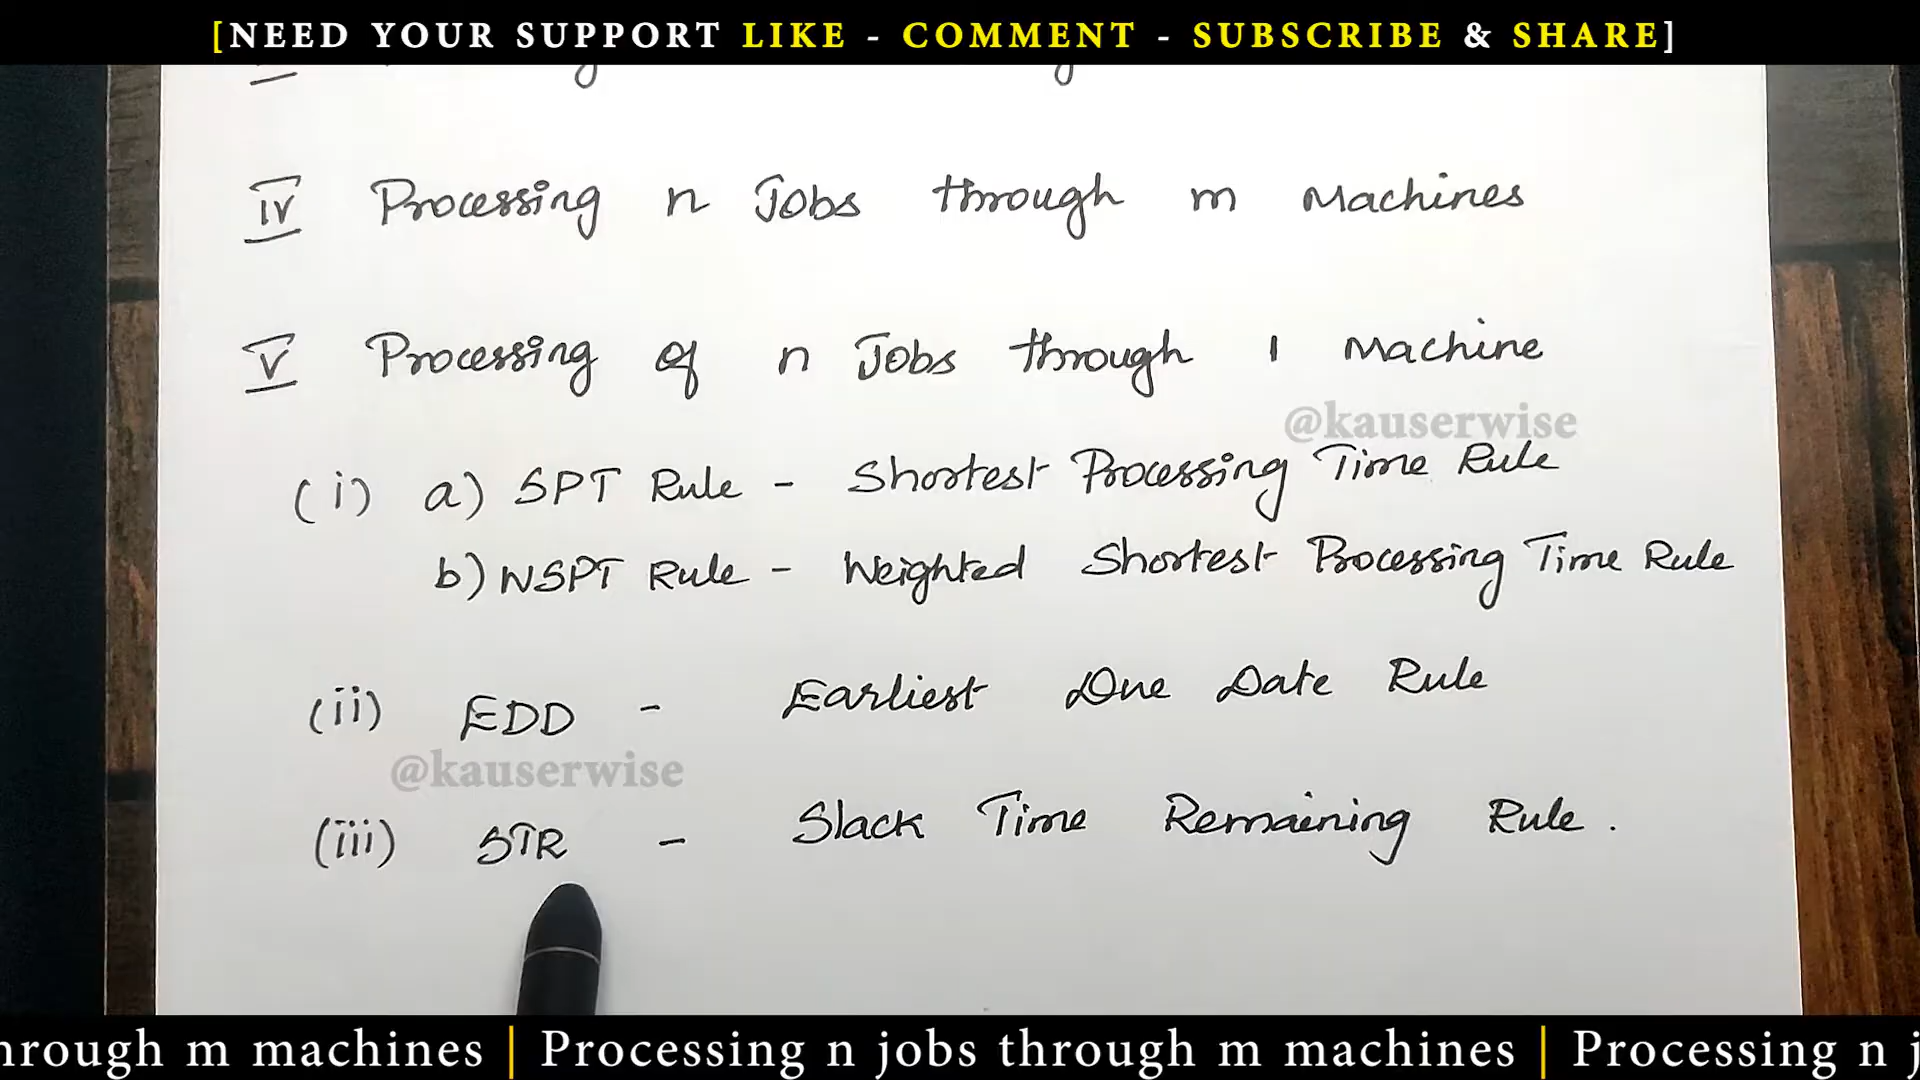 [NEED YOUR SUPPORT LIKE - COMMENT - SUBSCRIBE & SHARE]
IV Processing n Jobs through m Machines
V Processing of n Jobs through 1 Machine
@kauserwise
(i) a) SPT Rule - Shortest Processing Time Rule
b) WSPT Rule - Weighted Shortest Processing Time Rule
(ii) EDD - Earliest Due Date Rule
@kauserwise
(iii) STR - Slack Time Remaining Rule.
hrough m machines | Processing n jobs through m machines | Processing n j